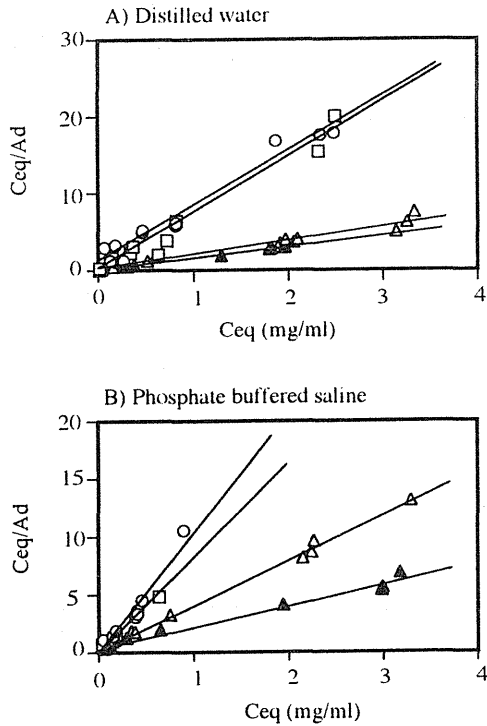 A) Distilled water
30
20
10
0
Ceq/Ad
0 1 2 3 4
Ceq (mg/ml)
B) Phosphate buffered saline
20
15
10
5
0
Ceq/Ad
0 1 2 3 4
Ceq (mg/ml)